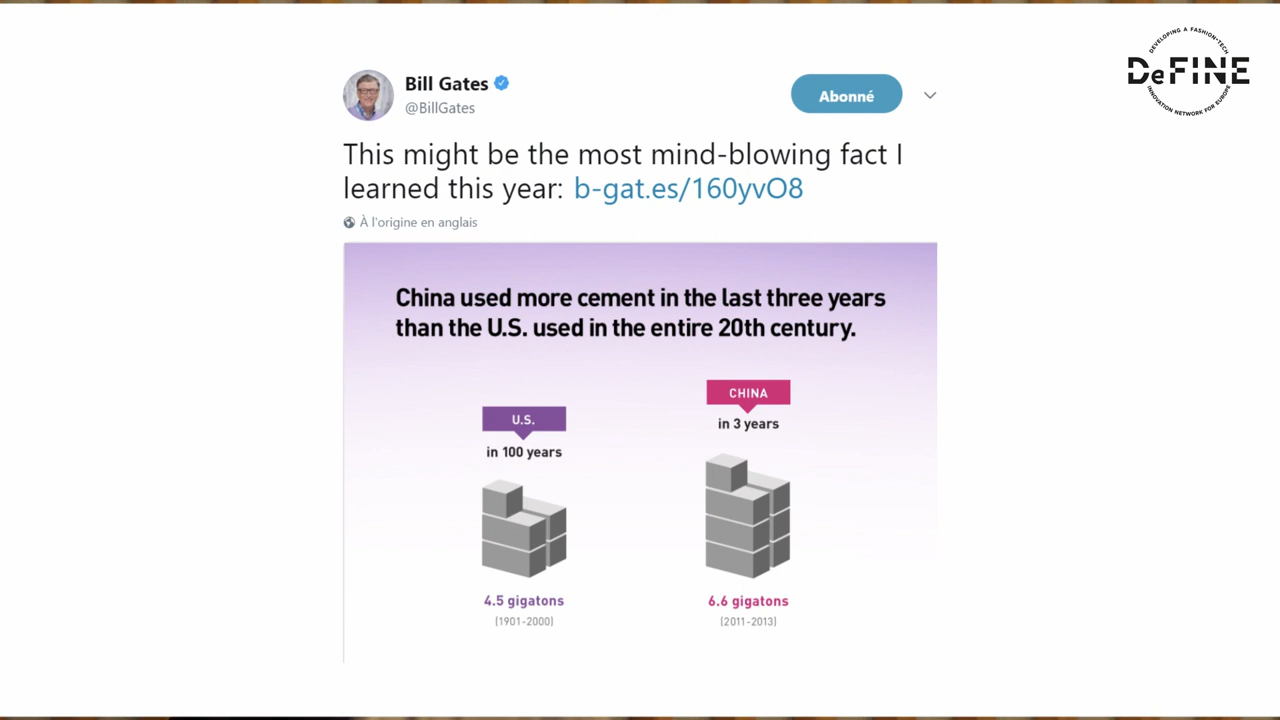 DEVELOPING A FASHION-TECH
DeFINE
INNOVATION NETWORK FOR EUROPE
Bill Gates
@BillGates
Abonné
This might be the most mind-blowing fact I
learned this year: b-gat.es/160yvO8
À l'origine en anglais
China used more cement in the last three years
than the U.S. used in the entire 20th century.
U.S.
in 100 years
4.5 gigatons
(1901-2000)
CHINA
in 3 years
6.6 gigatons
(2011-2013)